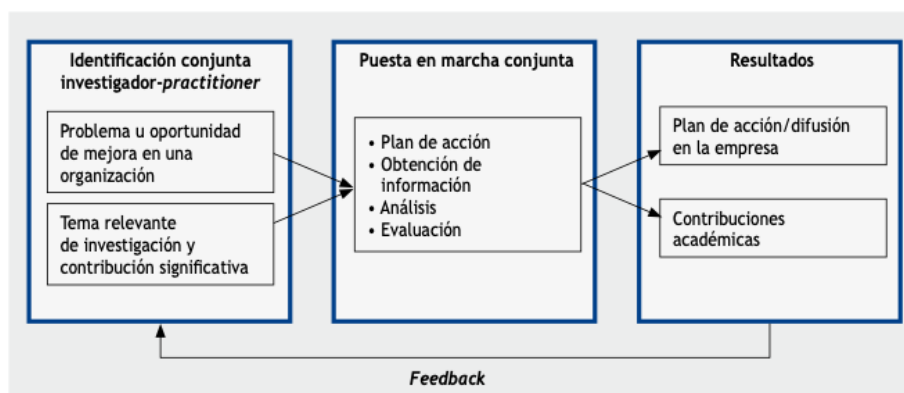 Identificación conjunta
investigador-practitioner
Problema u oportunidad
de mejora en una
organización
Tema relevante
de investigación y
contribución significativa
Puesta en marcha conjunta
• Plan de acción
• Obtención de
información
• Análisis
• Evaluación
Resultados
Plan de acción/difusión
en la empresa
Contribuciones
académicas
Feedback